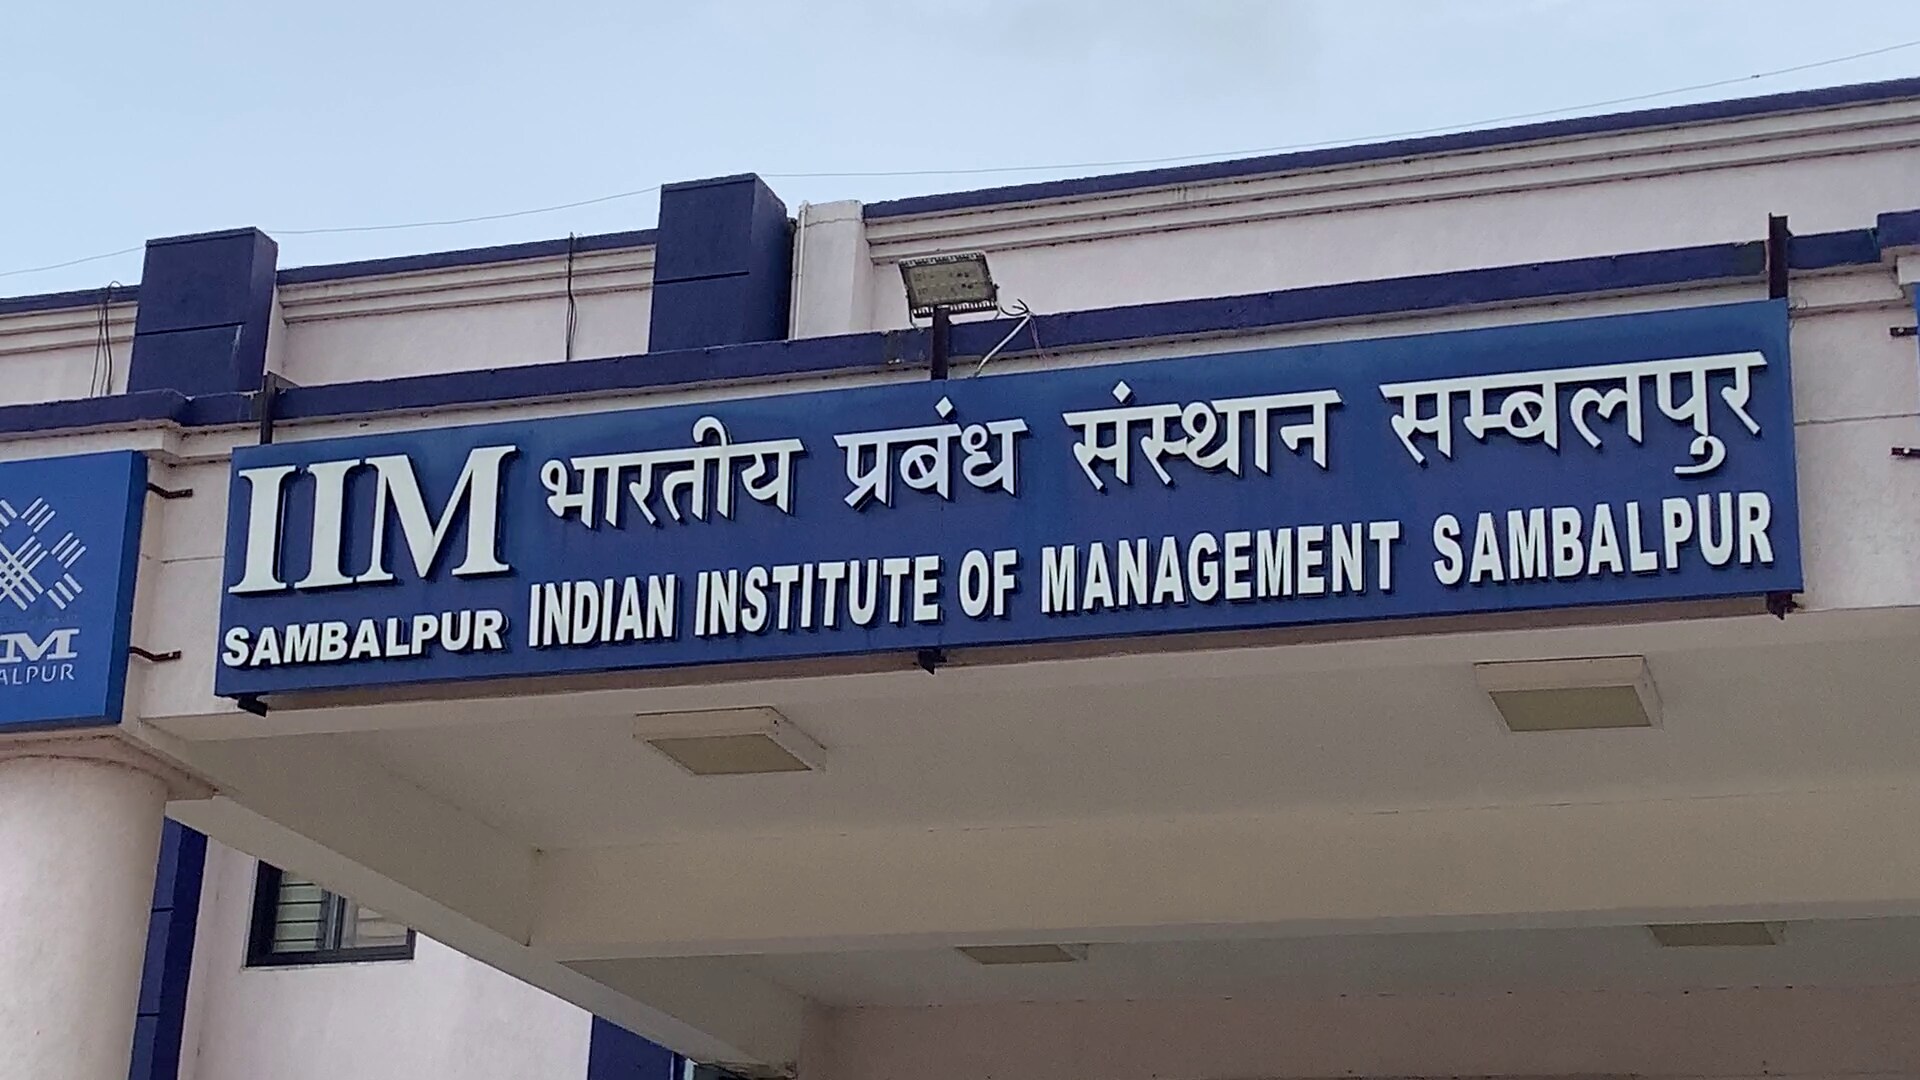 IIM
SAMBALPUR
भारतीय प्रबंध संस्थान सम्बलपुर
INDIAN INSTITUTE OF MANAGEMENT SAMBALPUR